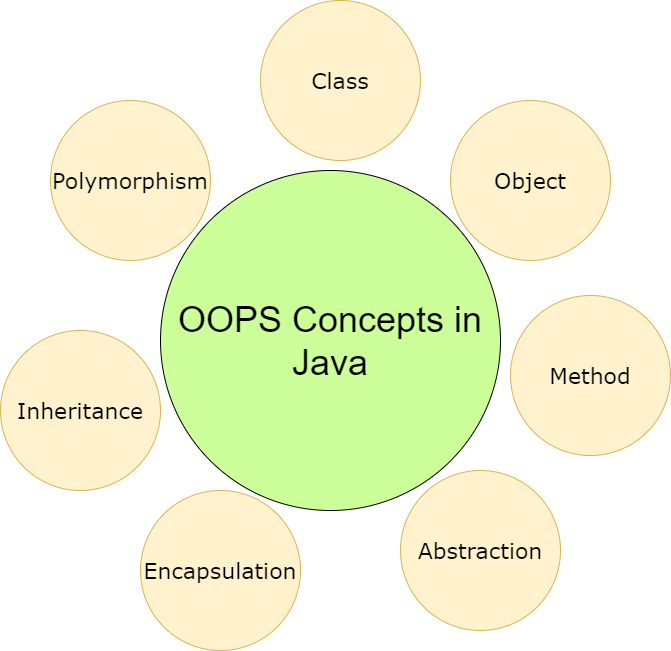 Class
Polymorphism
Object
OOPS Concepts in
Java
Method
Inheritance
Abstraction
Encapsulation